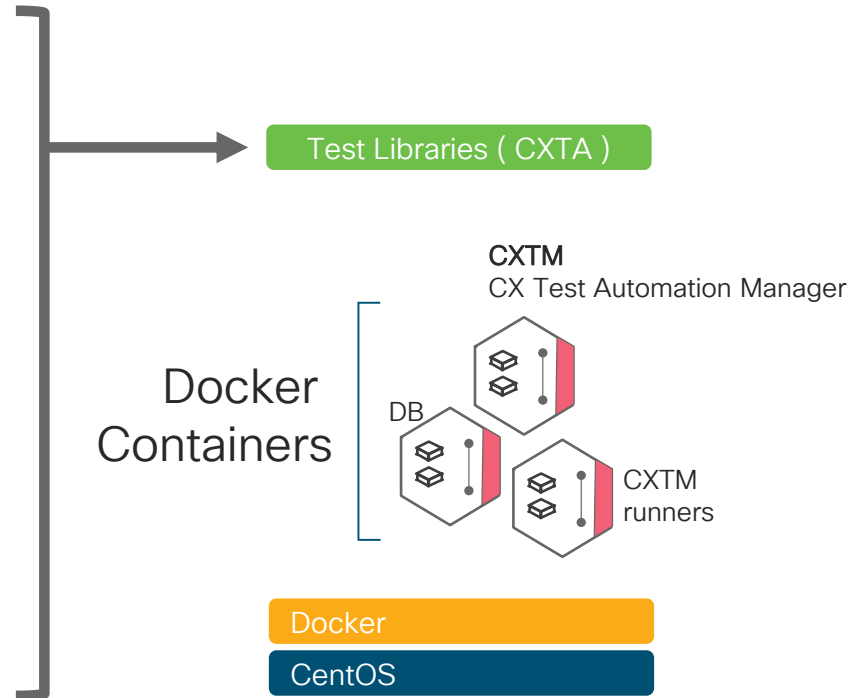 Test Libraries ( CXTA )
CXTM
CX Test Automation Manager
Docker
Containers
DB
CXTM
runners
Docker
CentOS